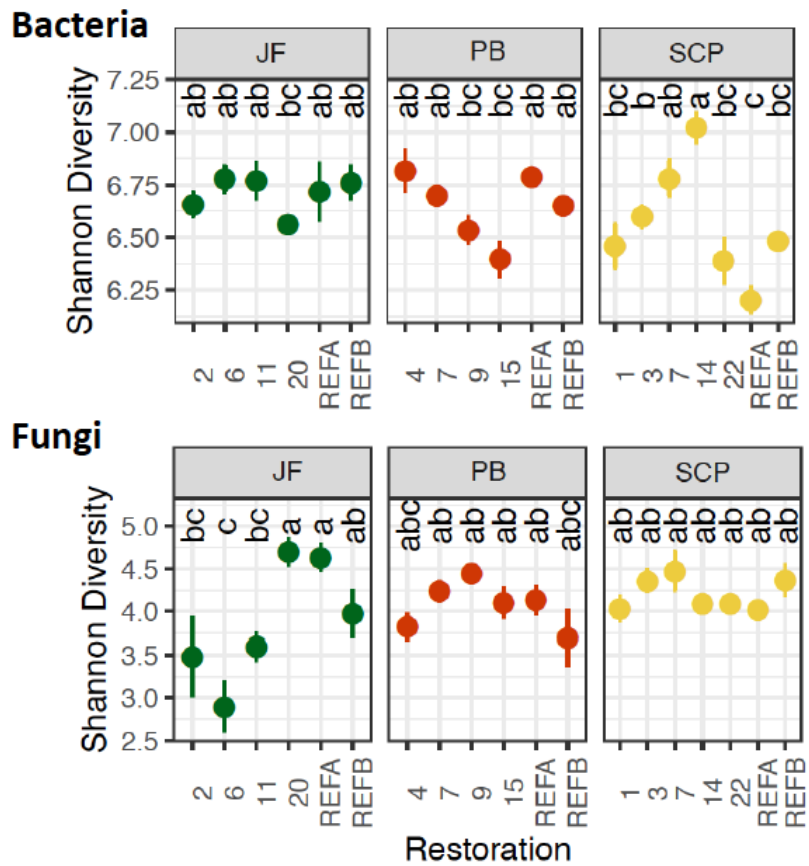 Bacteria
JF PB SCP
Shannon Diversity
7.25
7.00
6.75
6.50
6.25
ab ab ab bc ab ab
ab ab bc bc ab ab
bc b ab a bc c bc
2 6 11 20 REFA REFB
4 7 9 15 REFA REFB
1 3 7 14 22 REFA REFB
Fungi
JF PB SCP
Shannon Diversity
5.0
4.5
4.0
3.5
3.0
2.5
bc c bc a a ab
abc ab ab ab ab abc
ab ab ab ab ab ab ab
2 6 11 20 REFA REFB
4 7 9 15 REFA REFB
1 3 7 14 22 REFA REFB
Restoration